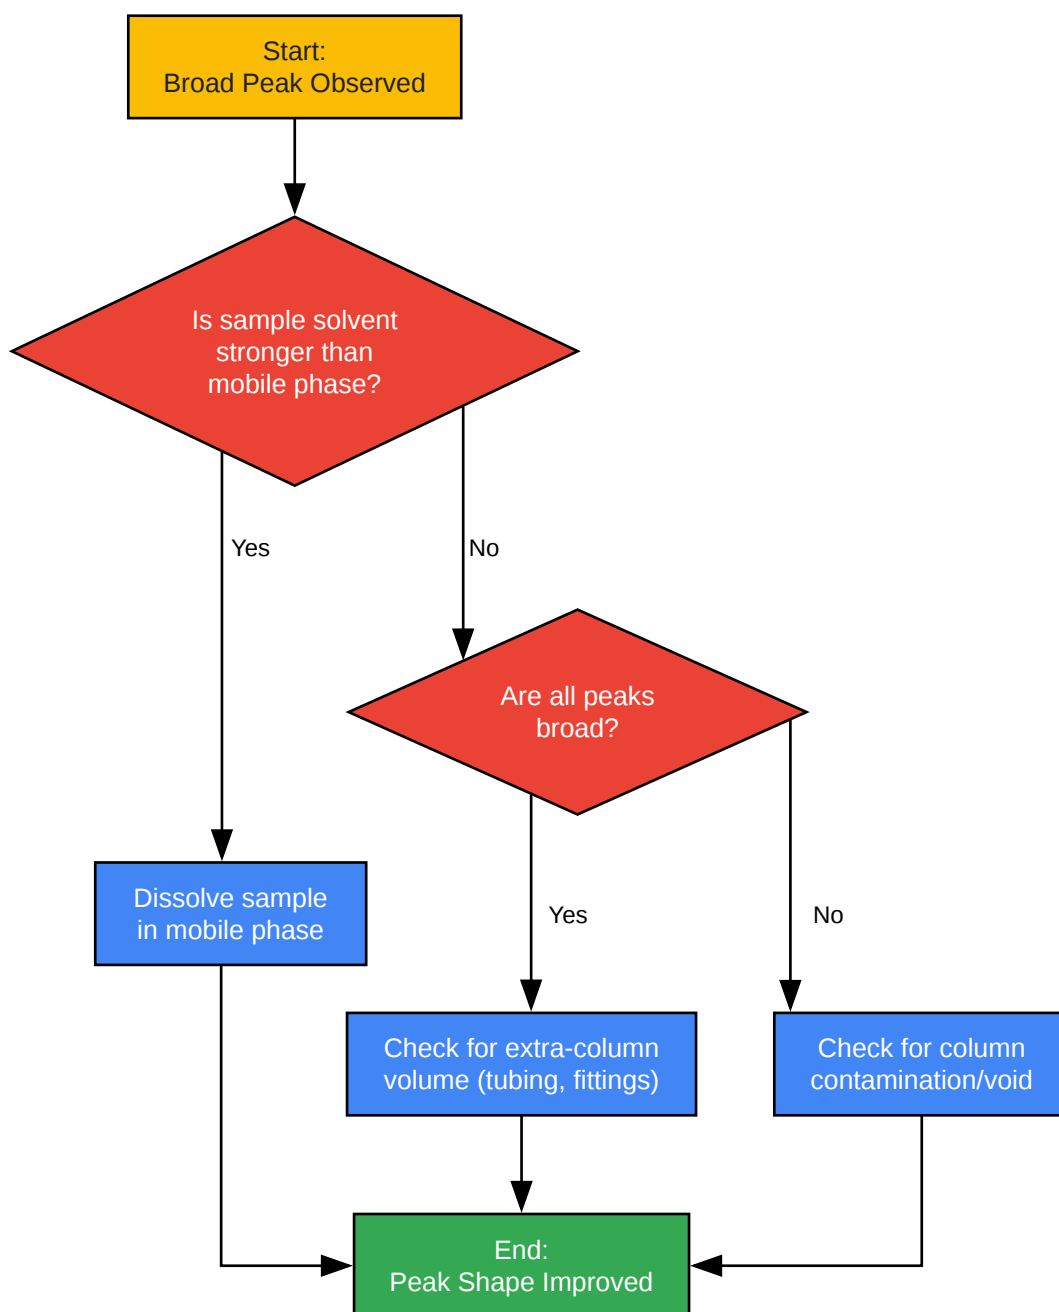 Start:
Broad Peak Observed
Is sample solvent
stronger than
mobile phase?
Yes
No
Are all peaks
broad?
Dissolve sample
in mobile phase
Yes
No
Check for extra-column
volume (tubing, fittings)
Check for column
contamination/void
End:
Peak Shape Improved